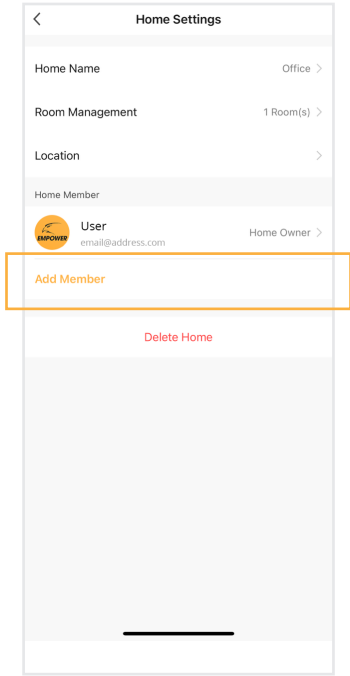 Home Settings
Home Name Office
Room Management 1 Room(s)
Location
Home Member
EMPOWER
User
email@address.com
Home Owner
Add Member
Delete Home